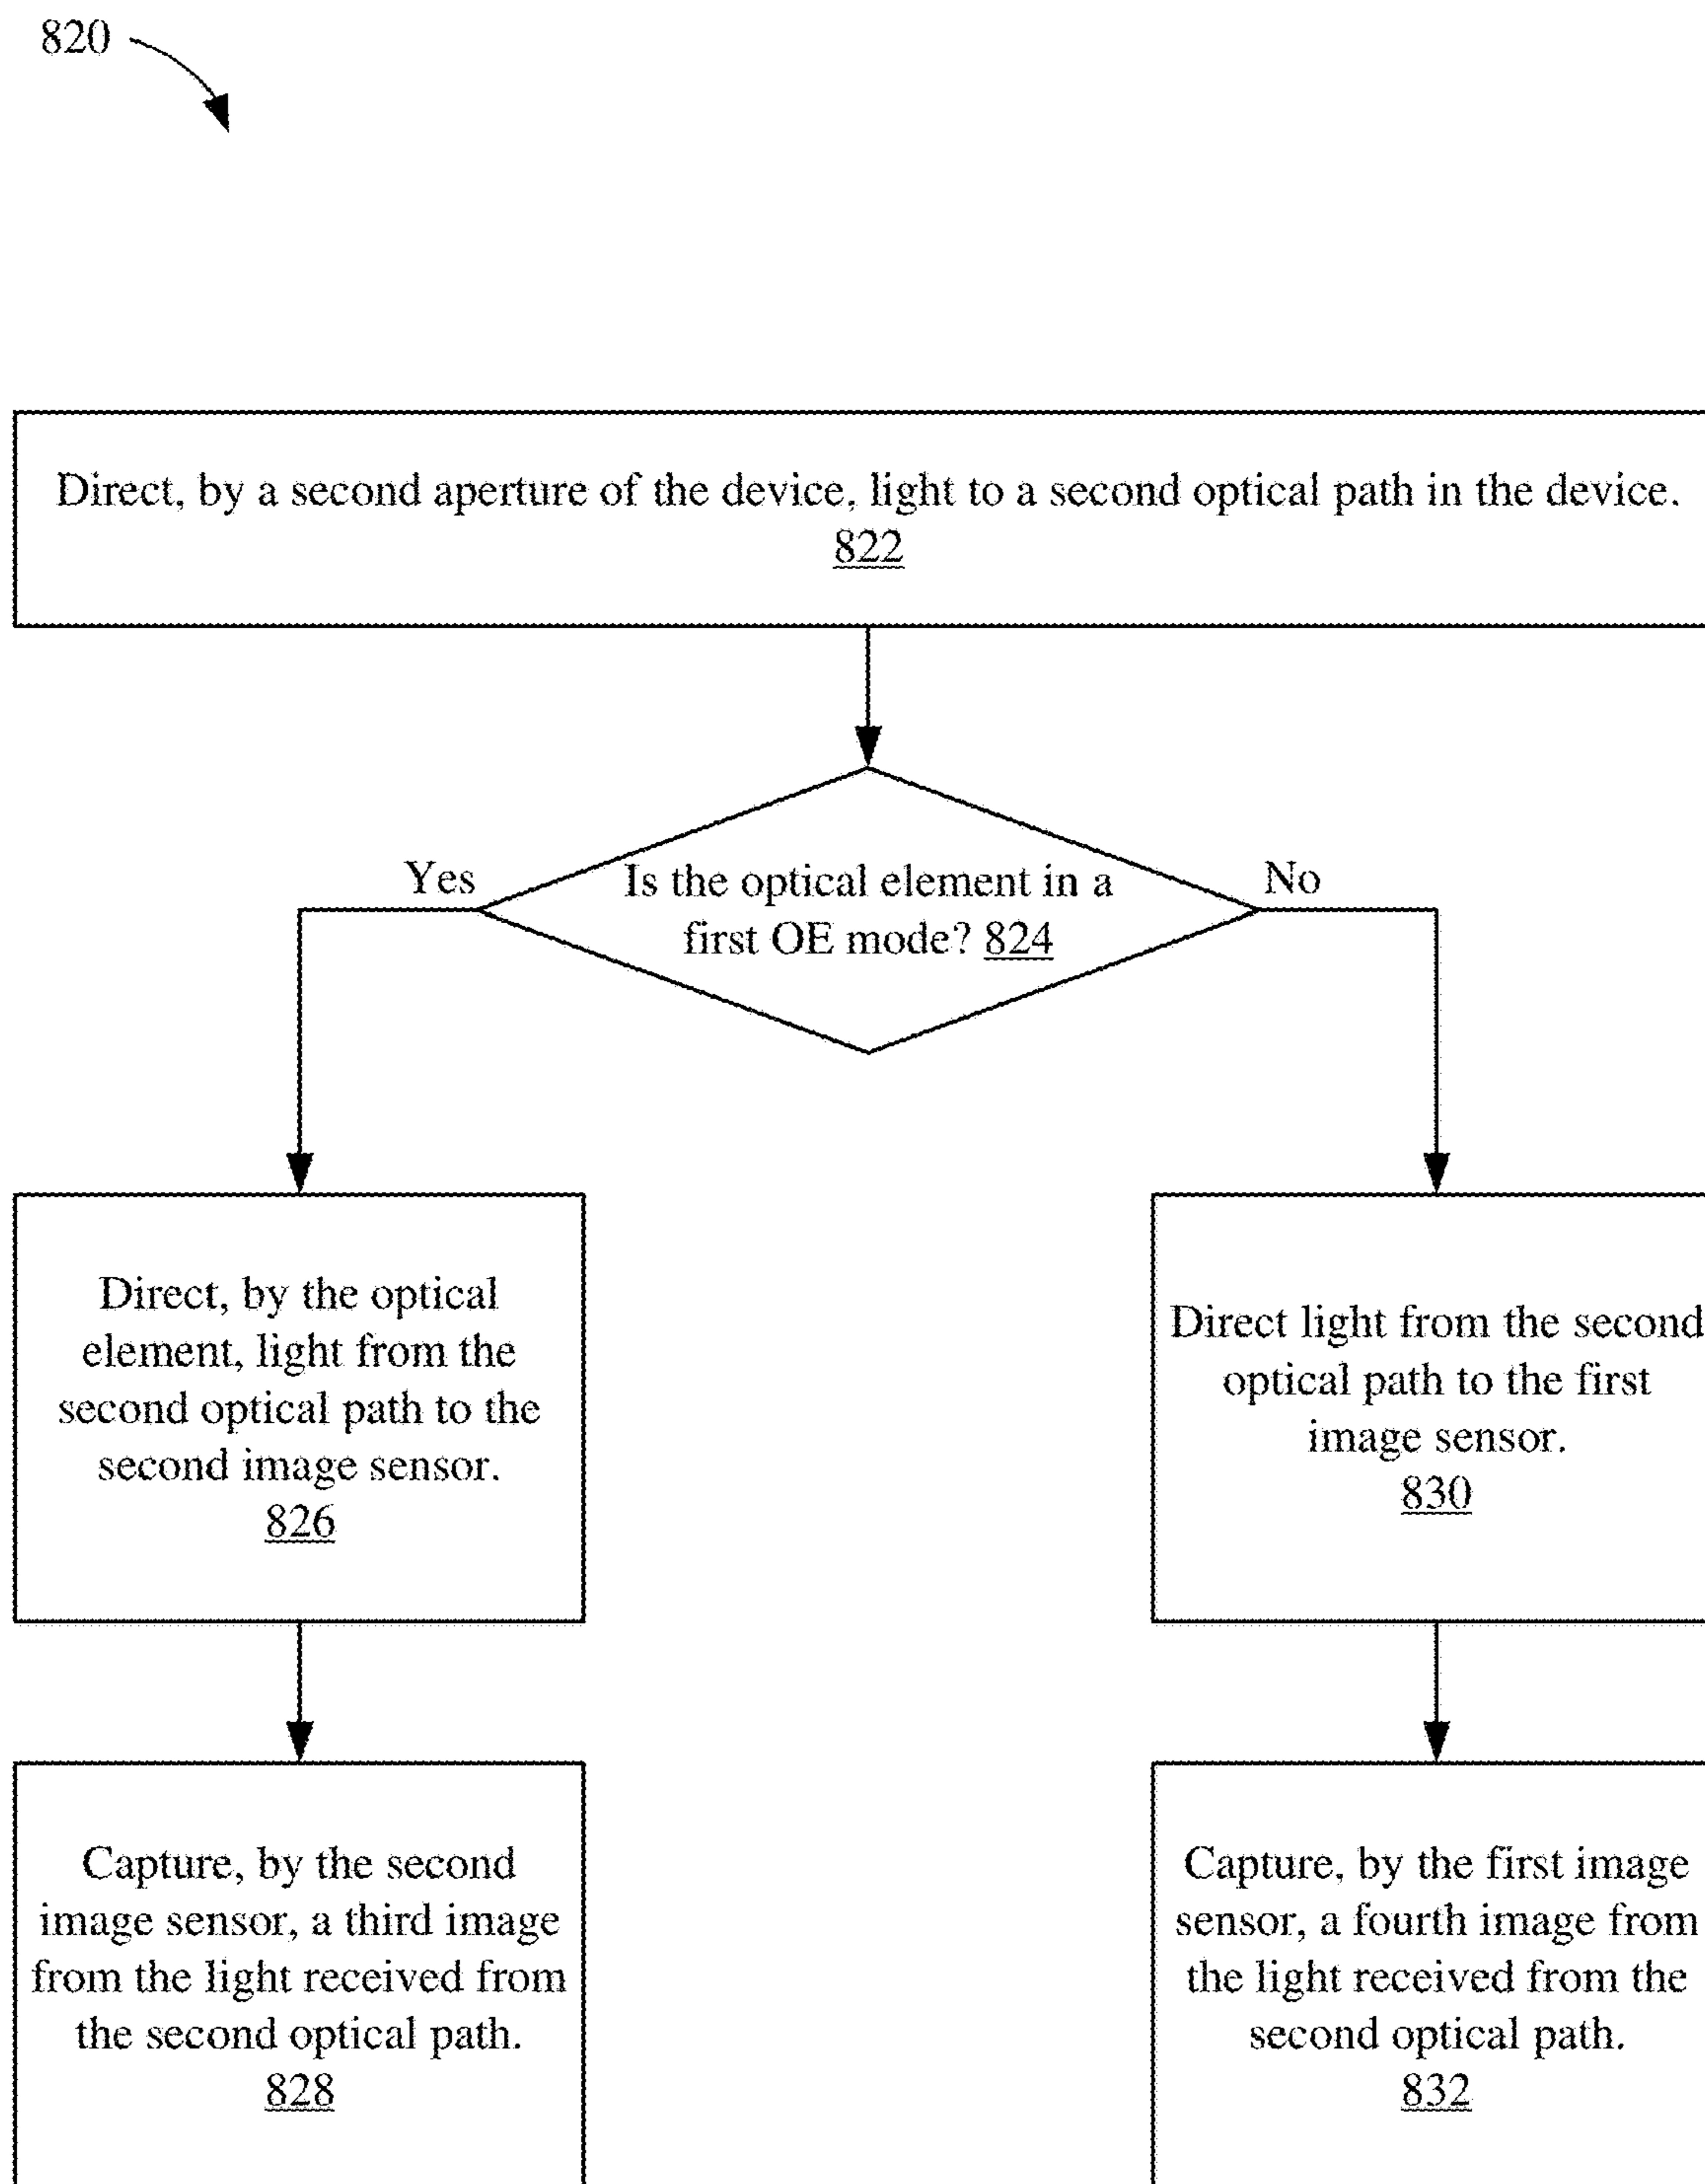 820
Direct, by a second aperture of the device, light to a second optical path in the device.
822
Yes
Is the optical element in a
first OE mode? 824
No
Direct, by the optical
element, light from the
second optical path to the
second image sensor.
826
Direct light from the second
optical path to the first
image sensor.
830
Capture, by the second
image sensor, a third image
from the light received from
the second optical path.
828
Capture, by the first image
sensor, a fourth image from
the light received from the
second optical path.
832